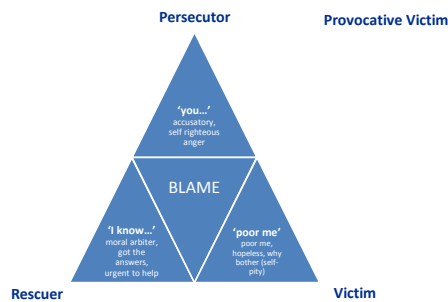 Persecutor
Provocative Victim
'you...'
accusatory,
self righteous
anger
BLAME
'I know...'
moral arbiter,
got the
answers,
urgent to help
'poor me'
poor me,
hopeless, why
bother (self-
pity)
Rescuer
Victim